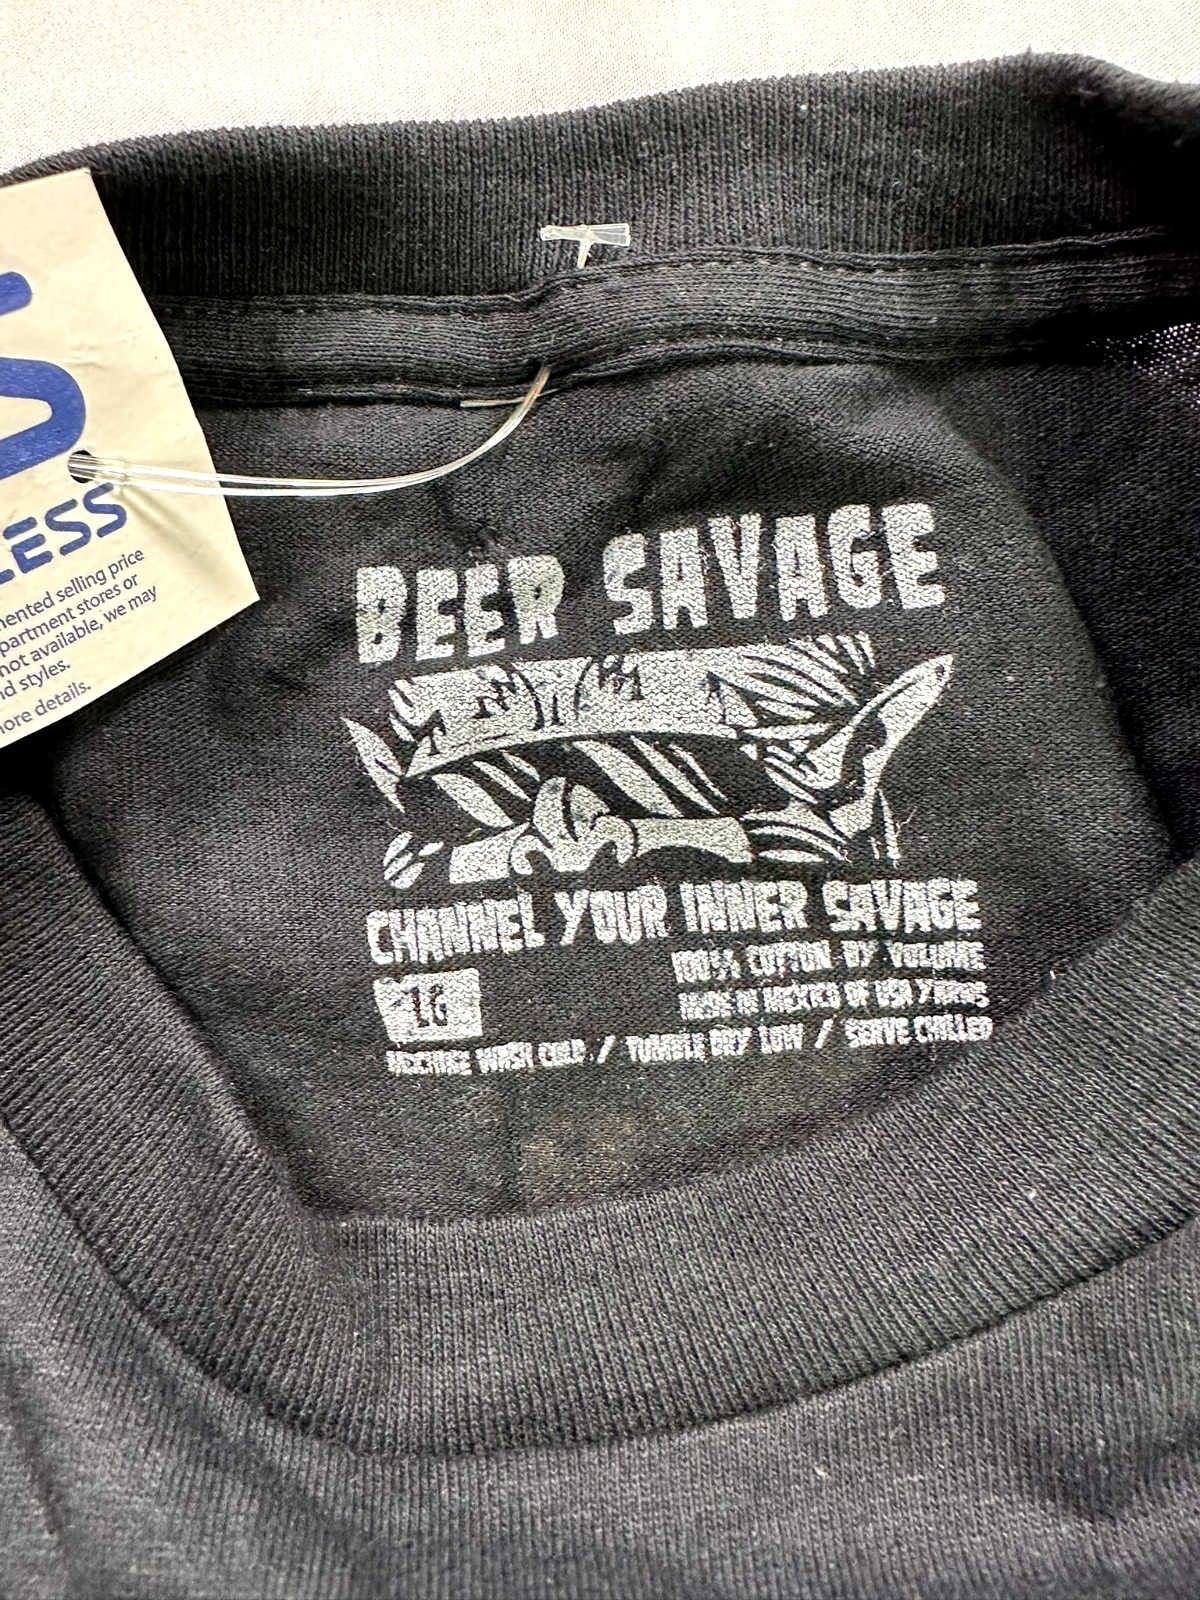 LESS
mented selling price
partment stores or
not available, we may
nd styles.
more details.
BEER SAVAGE
CHANNEL YOUR INNER SAVAGE
100% COTTON BY VOLUME
MADE IN MEXICO OF USA YARNS
MACHINE WASH COLD / TUMBLE DRY LOW / SERVE CHILLED